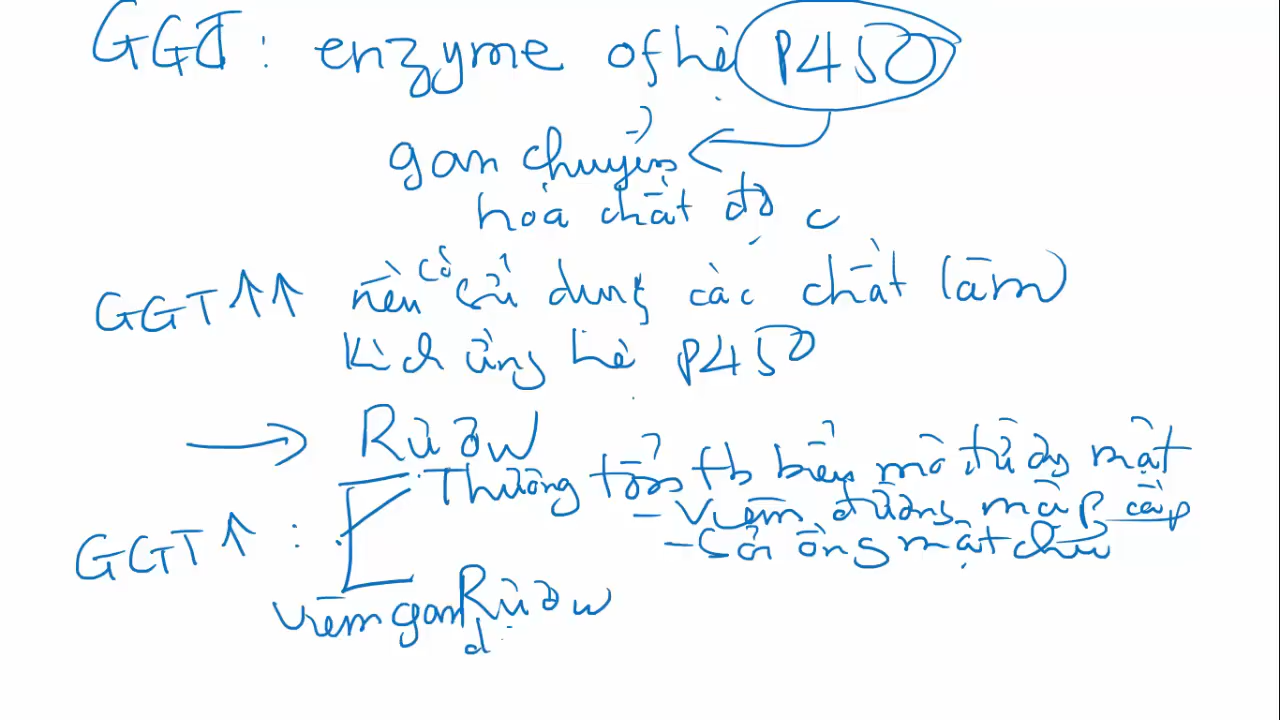 GGT: enzyme of hệ P450
gan chuyển
hoá chất độc
GGT ↑↑ nếu có sử dụng các chất làm
kích ứng hệ P450
→ Rượu
Thương tổn tb biểu mô đường mật
- Viêm đường mật cấp
- Sỏi ống mật chủ
GGT ↑ :
Viêm gan Rượu
d